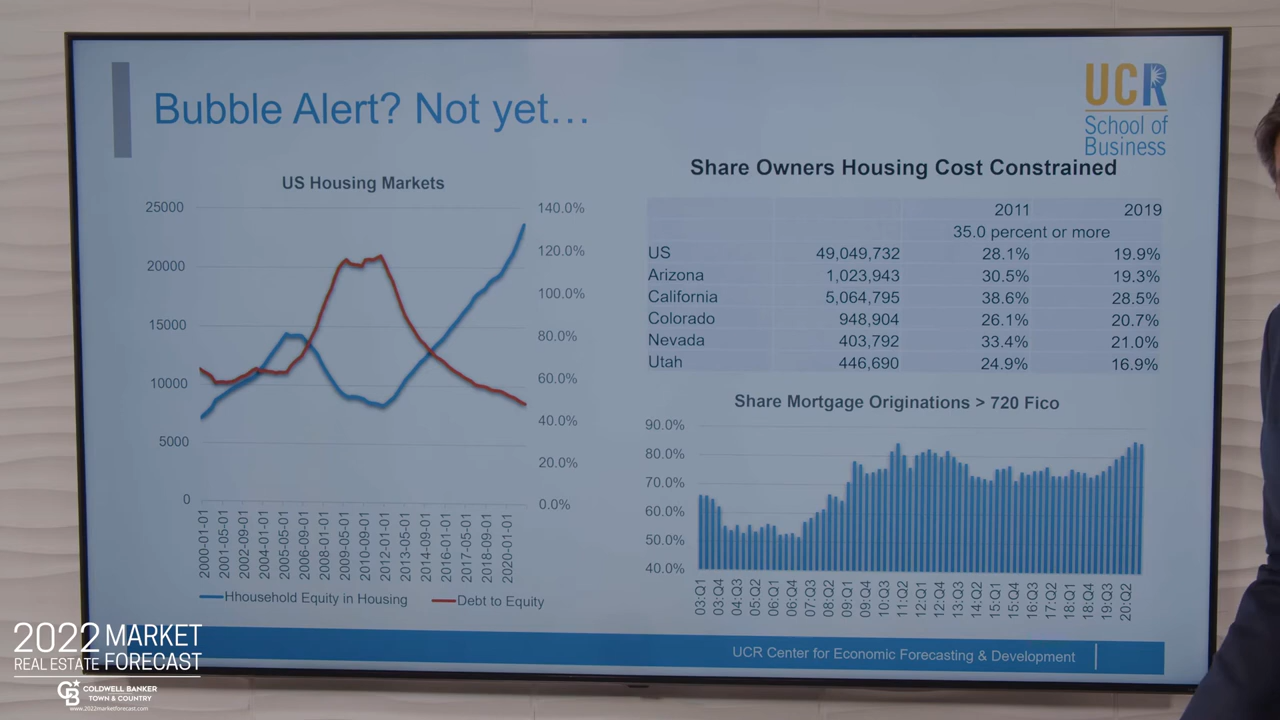 Bubble Alert? Not yet...
UCR
School of
Business
US Housing Markets
25000
20000
15000
10000
5000
0
140.0%
120.0%
100.0%
80.0%
60.0%
40.0%
20.0%
0.0%
2000-01-01
2001-05-01
2002-09-01
2004-01-01
2005-05-01
2006-09-01
2008-01-01
2009-05-01
2010-09-01
2012-01-01
2013-05-01
2014-09-01
2016-01-01
2017-05-01
2018-09-01
2020-01-01
Hhousehold Equity in Housing
Debt to Equity
Share Owners Housing Cost Constrained
2011 2019
35.0 percent or more
US 49,049,732 28.1% 19.9%
Arizona 1,023,943 30.5% 19.3%
California 5,064,795 38.6% 28.5%
Colorado 948,904 26.1% 20.7%
Nevada 403,792 33.4% 21.0%
Utah 446,690 24.9% 16.9%
Share Mortgage Originations > 720 Fico
90.0%
80.0%
70.0%
60.0%
50.0%
40.0%
03:Q1
03:Q4
04:Q3
05:Q2
06:Q1
06:Q4
07:Q3
08:Q2
09:Q1
09:Q4
10:Q3
11:Q2
12:Q1
12:Q4
13:Q3
14:Q2
15:Q1
15:Q4
16:Q3
17:Q2
18:Q1
18:Q4
19:Q3
20:Q2
UCR Center for Economic Forecasting & Development
2022 MARKET
REAL ESTATE FORECAST
CB
COLDWELL BANKER
TOWN & COUNTRY
www.2022marketforecast.com